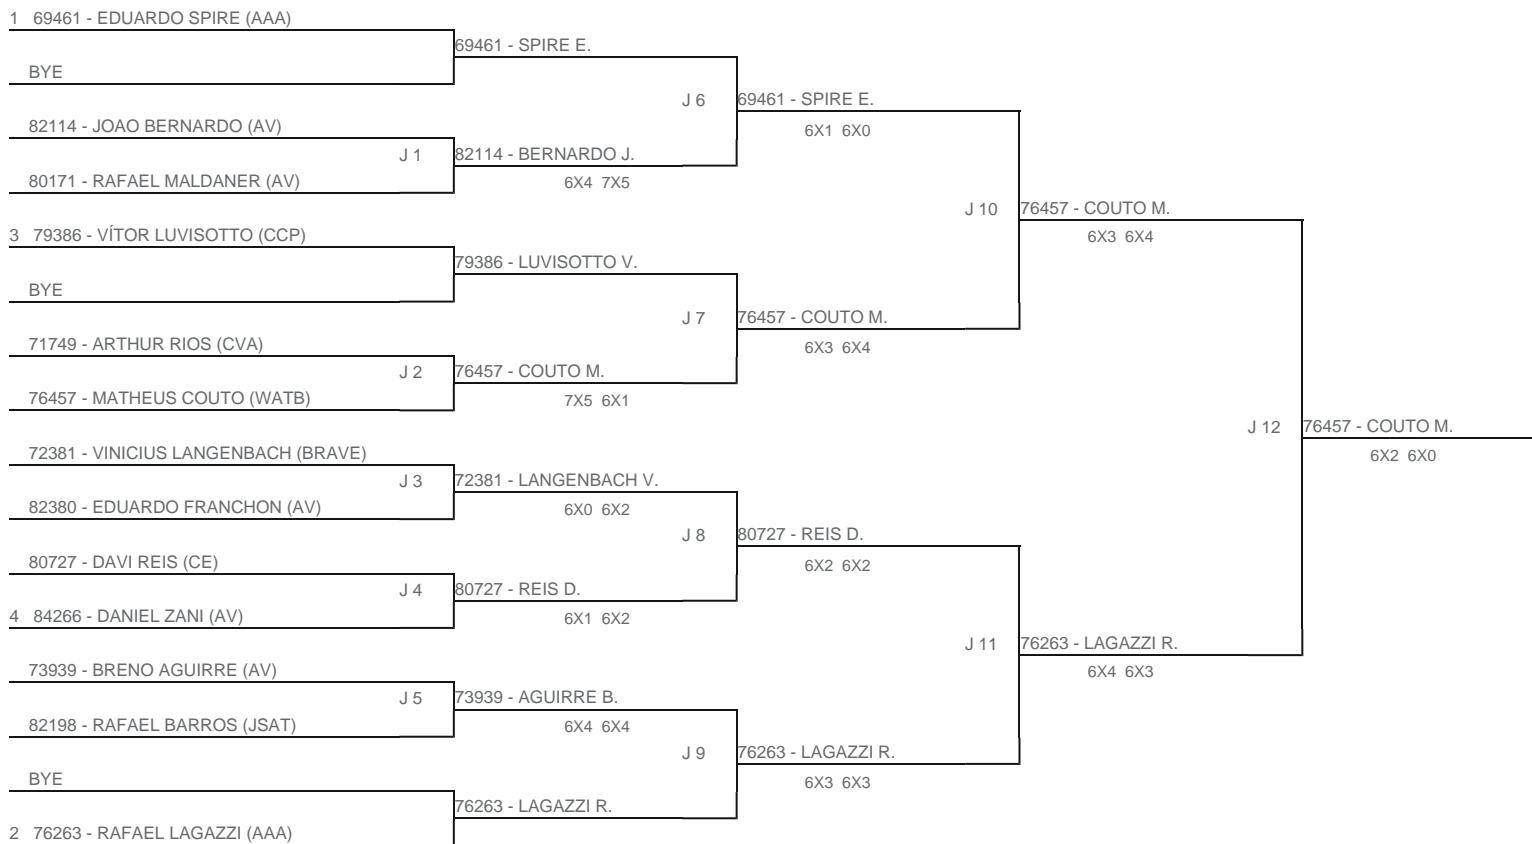 1 69461 - EDUARDO SPIRE (AAA)
69461 - SPIRE E.
BYE
J 6 69461 - SPIRE E.
6X1 6X0
82114 - JOAO BERNARDO (AV)
J 1 82114 - BERNARDO J.
80171 - RAFAEL MALDANER (AV)
6X4 7X5
J 10 76457 - COUTO M.
6X3 6X4
3 79386 - VÍTOR LUVISOTTO (CCP)
79386 - LUVISOTTO V.
BYE
J 7 76457 - COUTO M.
6X3 6X4
71749 - ARTHUR RIOS (CVA)
J 2 76457 - COUTO M.
76457 - MATHEUS COUTO (WATB)
7X5 6X1
J 12 76457 - COUTO M.
6X2 6X0
72381 - VINICIUS LANGENBACH (BRAVE)
J 3 72381 - LANGENBACH V.
82380 - EDUARDO FRANCHON (AV)
6X0 6X2
J 8 80727 - REIS D.
6X2 6X2
80727 - DAVI REIS (CE)
J 4 80727 - REIS D.
4 84266 - DANIEL ZANI (AV)
6X1 6X2
J 11 76263 - LAGAZZI R.
6X4 6X3
73939 - BRENO AGUIRRE (AV)
J 5 73939 - AGUIRRE B.
82198 - RAFAEL BARROS (JSAT)
6X4 6X4
J 9 76263 - LAGAZZI R.
6X3 6X3
BYE
76263 - LAGAZZI R.
2 76263 - RAFAEL LAGAZZI (AAA)